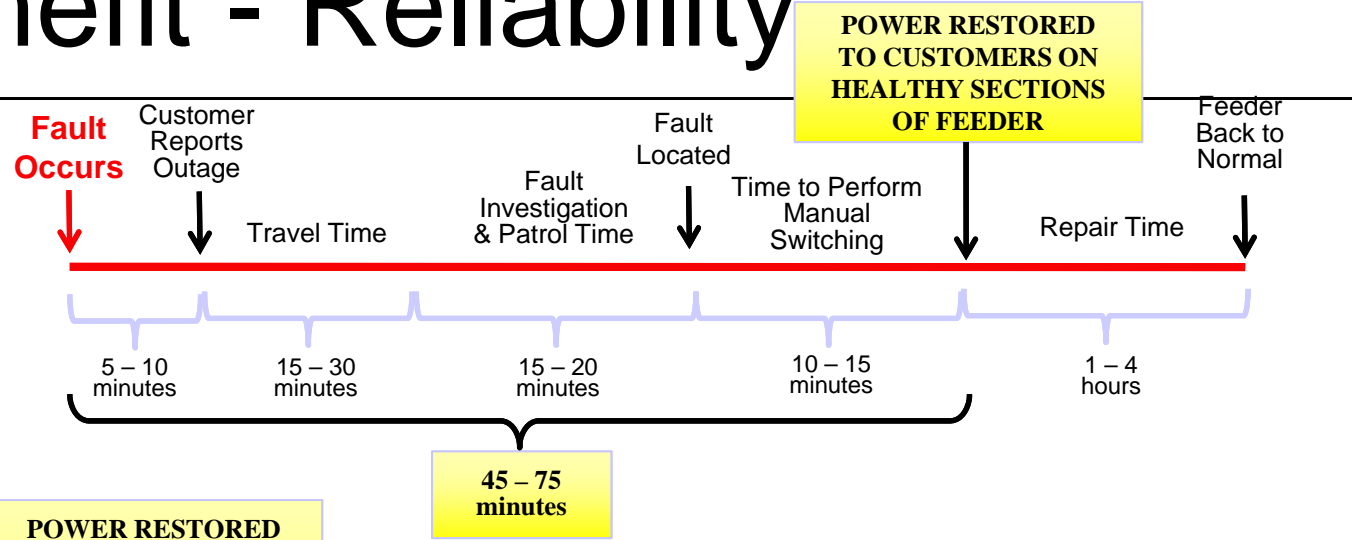 - Reliability
POWER RESTORED
TO CUSTOMERS ON
HEALTHY SECTIONS
OF FEEDER
Fault
Occurs
Customer
Reports
Outage
Travel Time
Fault
Investigation
& Patrol Time
Fault
Located
Time to Perform
Manual
Switching
Repair Time
Feeder
Back to
Normal
5 – 10
minutes
15 – 30
minutes
15 – 20
minutes
10 – 15
minutes
1 – 4
hours
45 – 75
minutes
POWER RESTORED